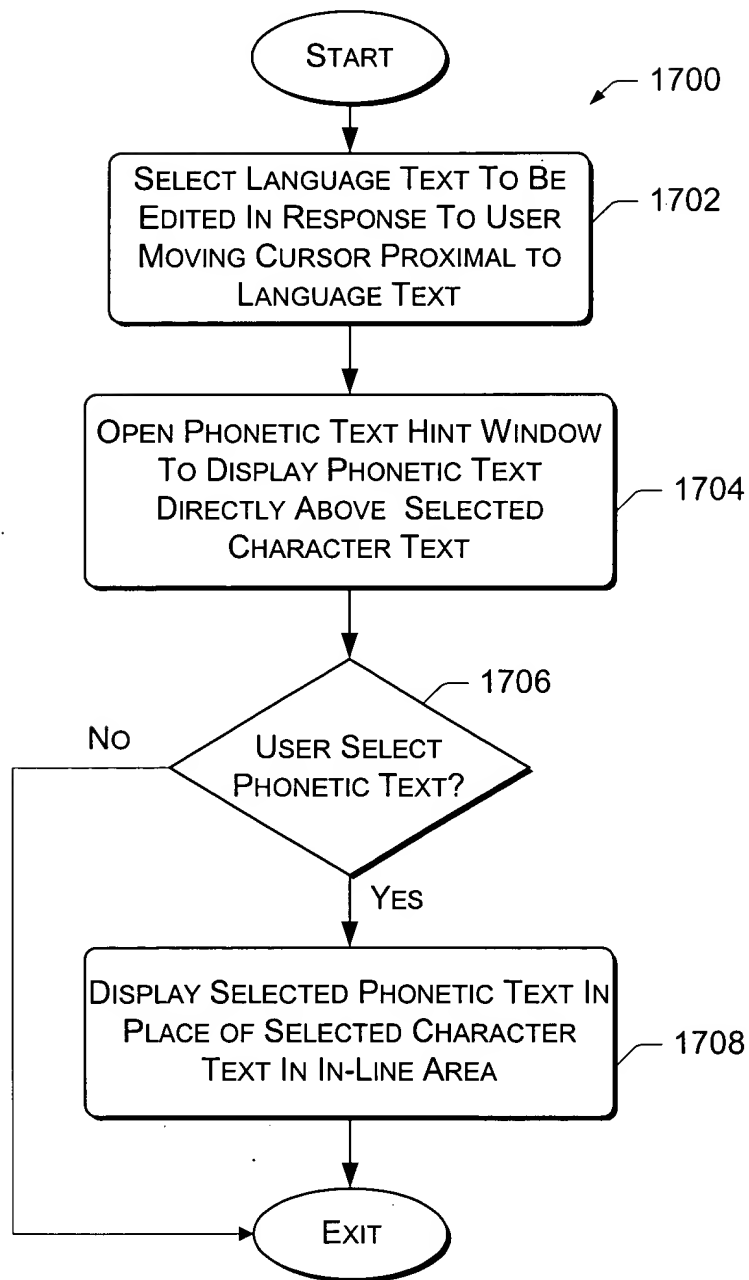 START
1700
SELECT LANGUAGE TEXT TO BE
EDITED IN RESPONSE TO USER
MOVING CURSOR PROXIMAL TO
LANGUAGE TEXT
1702
OPEN PHONETIC TEXT HINT WINDOW
TO DISPLAY PHONETIC TEXT
DIRECTLY ABOVE SELECTED
CHARACTER TEXT
1704
1706
NO
USER SELECT
PHONETIC TEXT?
YES
DISPLAY SELECTED PHONETIC TEXT IN
PLACE OF SELECTED CHARACTER
TEXT IN IN-LINE AREA
1708
EXIT